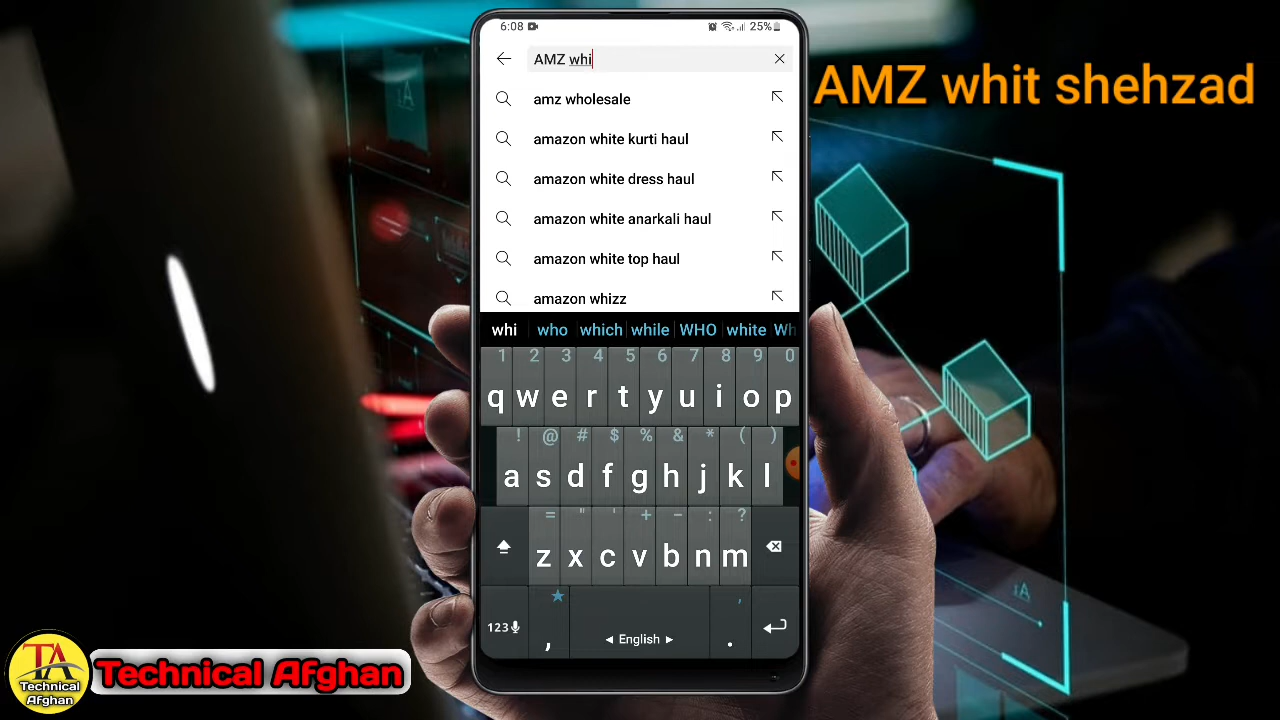 6:08
25%
AMZ whi
AMZ whit shehzad
amz wholesale
amazon white kurti haul
amazon white dress haul
amazon white anarkali haul
amazon white top haul
amazon whizz
whi who which while WHO white Wh
1 2 3 4 5 6 7 8 9 0
q w e r t y u i o p
! @ # $ % & * ( )
a s d f g h j k l
= " ' + - : ?
z x c v b n m
123 , ◄ English ► .
TA
Technical
Afghan
Technical Afghan